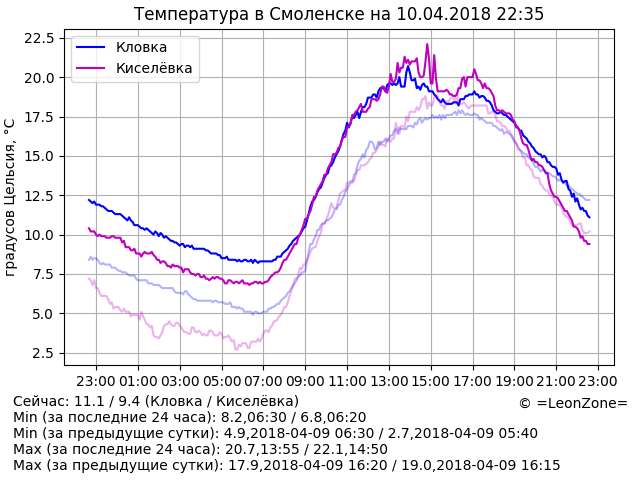 Температура в Смоленске на 10.04.2018 22:35
Кловка
Киселёвка
градусов Цельсия, °C
22.5
20.0
17.5
15.0
12.5
10.0
7.5
5.0
2.5
23:00 01:00 03:00 05:00 07:00 09:00 11:00 13:00 15:00 17:00 19:00 21:00 23:00
Сейчас: 11.1 / 9.4 (Кловка / Киселёвка)
© =LeonZone=
Min (за последние 24 часа): 8.2,06:30 / 6.8,06:20
Min (за предыдущие сутки): 4.9,2018-04-09 06:30 / 2.7,2018-04-09 05:40
Max (за последние 24 часа): 20.7,13:55 / 22.1,14:50
Max (за предыдущие сутки): 17.9,2018-04-09 16:20 / 19.0,2018-04-09 16:15